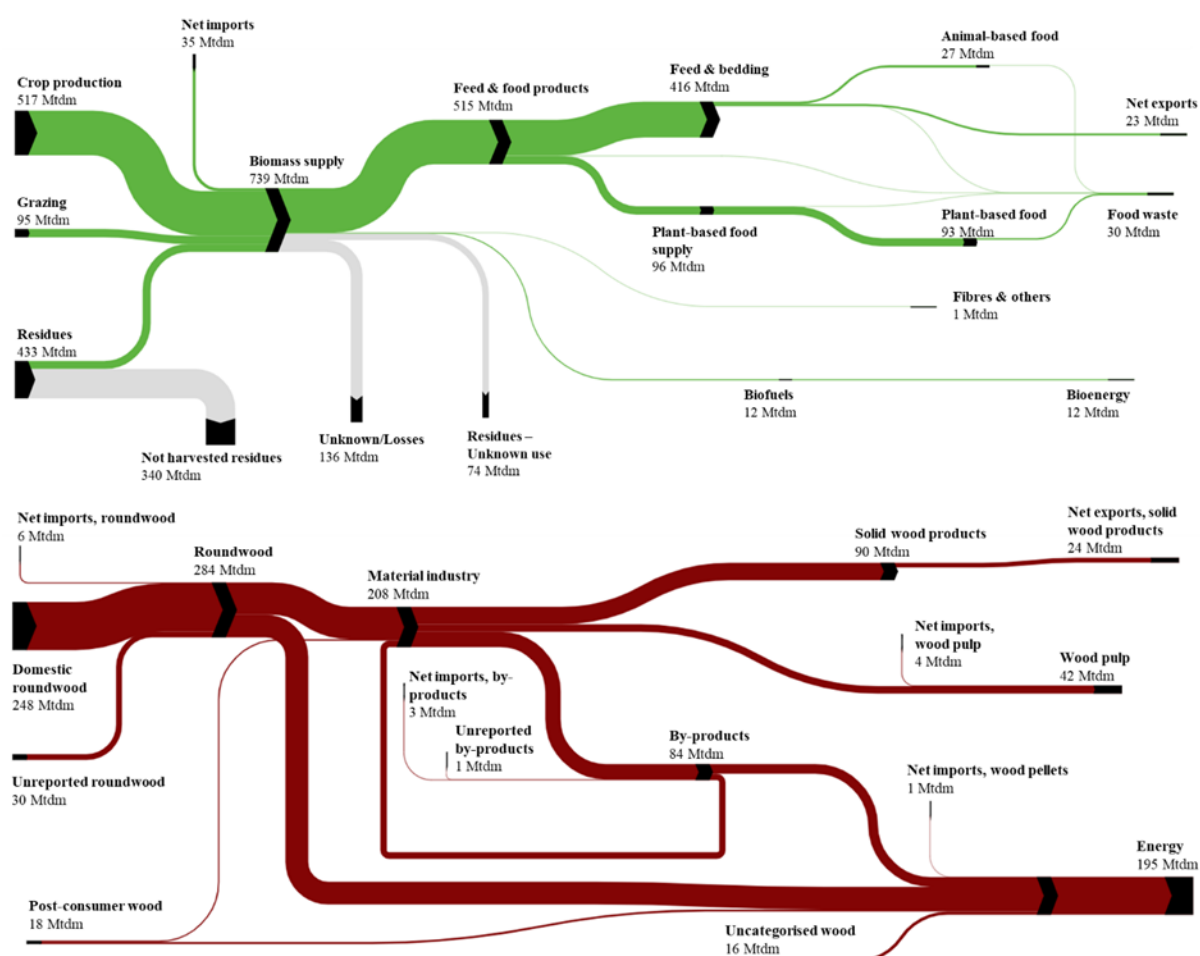 Net imports
35 Mtdm
Crop production
517 Mtdm
Grazing
95 Mtdm
Residues
433 Mtdm
Not harvested residues
340 Mtdm
Biomass supply
739 Mtdm
Unknown/Losses
136 Mtdm
Residues –
Unknown use
74 Mtdm
Feed & food products
515 Mtdm
Feed & bedding
416 Mtdm
Plant-based food
supply
96 Mtdm
Animal-based food
27 Mtdm
Net exports
23 Mtdm
Plant-based food
93 Mtdm
Food waste
30 Mtdm
Fibres & others
1 Mtdm
Biofuels
12 Mtdm
Bioenergy
12 Mtdm
Net imports, roundwood
6 Mtdm
Roundwood
284 Mtdm
Domestic
roundwood
248 Mtdm
Unreported roundwood
30 Mtdm
Post-consumer wood
18 Mtdm
Material industry
208 Mtdm
Net imports, by-
products
3 Mtdm
Unreported
by-products
1 Mtdm
By-products
84 Mtdm
Solid wood products
90 Mtdm
Net exports, solid
wood products
24 Mtdm
Net imports,
wood pulp
4 Mtdm
Wood pulp
42 Mtdm
Net imports, wood pellets
1 Mtdm
Energy
195 Mtdm
Uncategorised wood
16 Mtdm